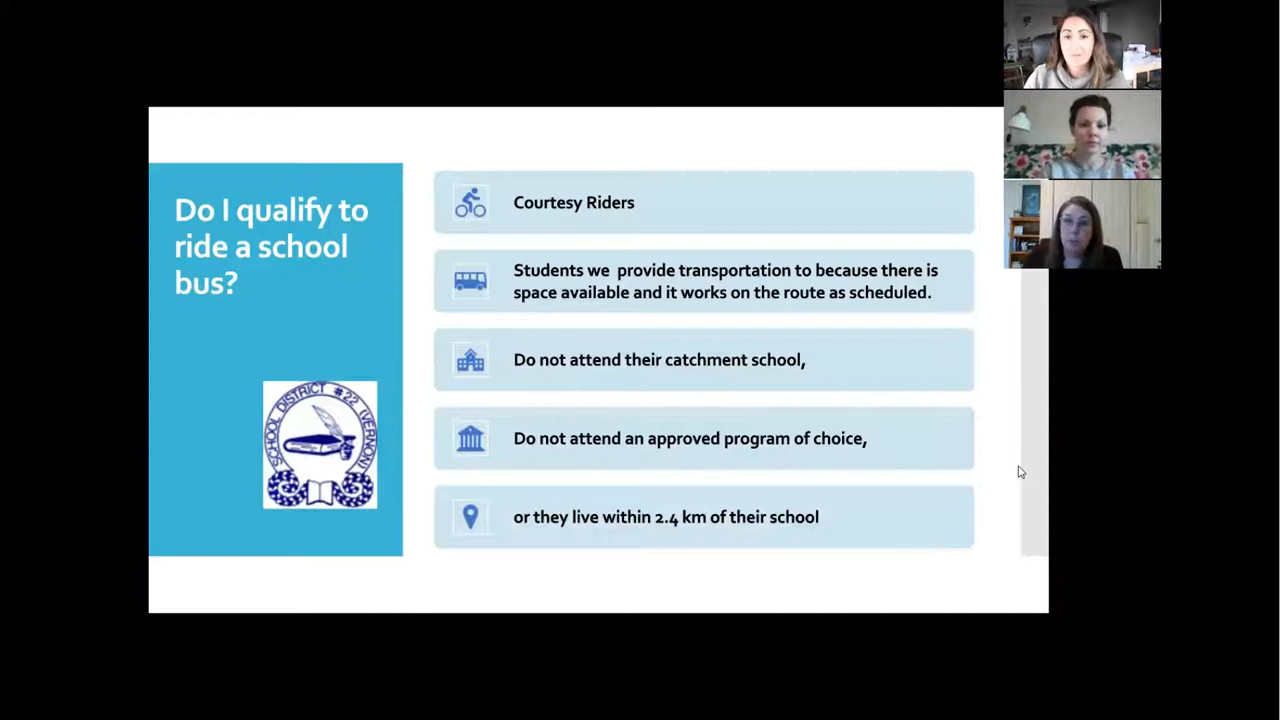 Do I qualify to
ride a school
bus?
SCHOOL DISTRICT #22 (VERNON)
Courtesy Riders
Students we  provide transportation to because there is
space available and it works on the route as scheduled.
Do not attend their catchment school,
Do not attend an approved program of choice,
or they live within 2.4 km of their school